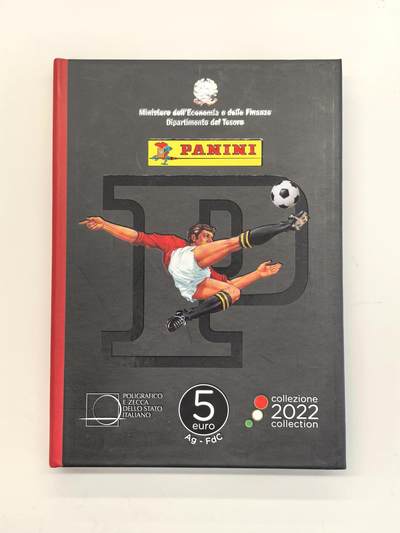 Ministero dell'Economia e delle Finanze
Dipartimento del Tesoro
PANINI
P
POLIGRAFICO
E ZECCA
DELLO STATO
ITALIANO
5
euro
Ag - FdC
collezione
2022
collection